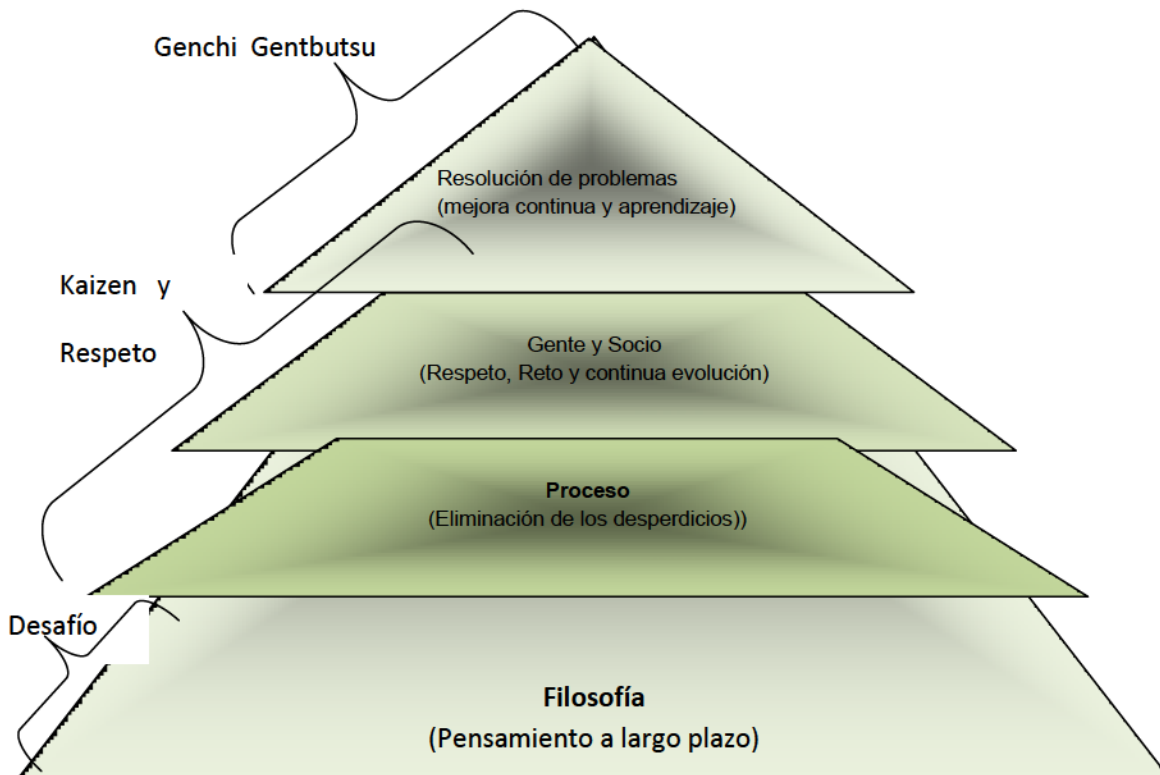 Genchi Gentbutsu
Resolución de problemas
(mejora continua y aprendizaje)
Kaizen y
Respeto
Gente y Socio
(Respeto, Reto y continua evolución)
Proceso
(Eliminación de los desperdicios))
Desafío
Filosofía
(Pensamiento a largo plazo)